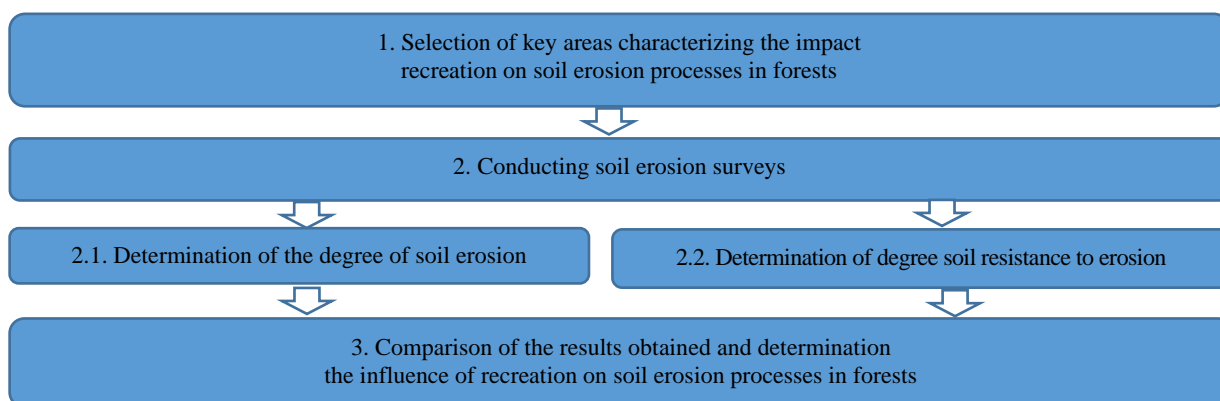 1. Selection of key areas characterizing the impact
recreation on soil erosion processes in forests
2. Conducting soil erosion surveys
2.1. Determination of the degree of soil erosion
2.2. Determination of degree soil resistance to erosion
3. Comparison of the results obtained and determination
the influence of recreation on soil erosion processes in forests